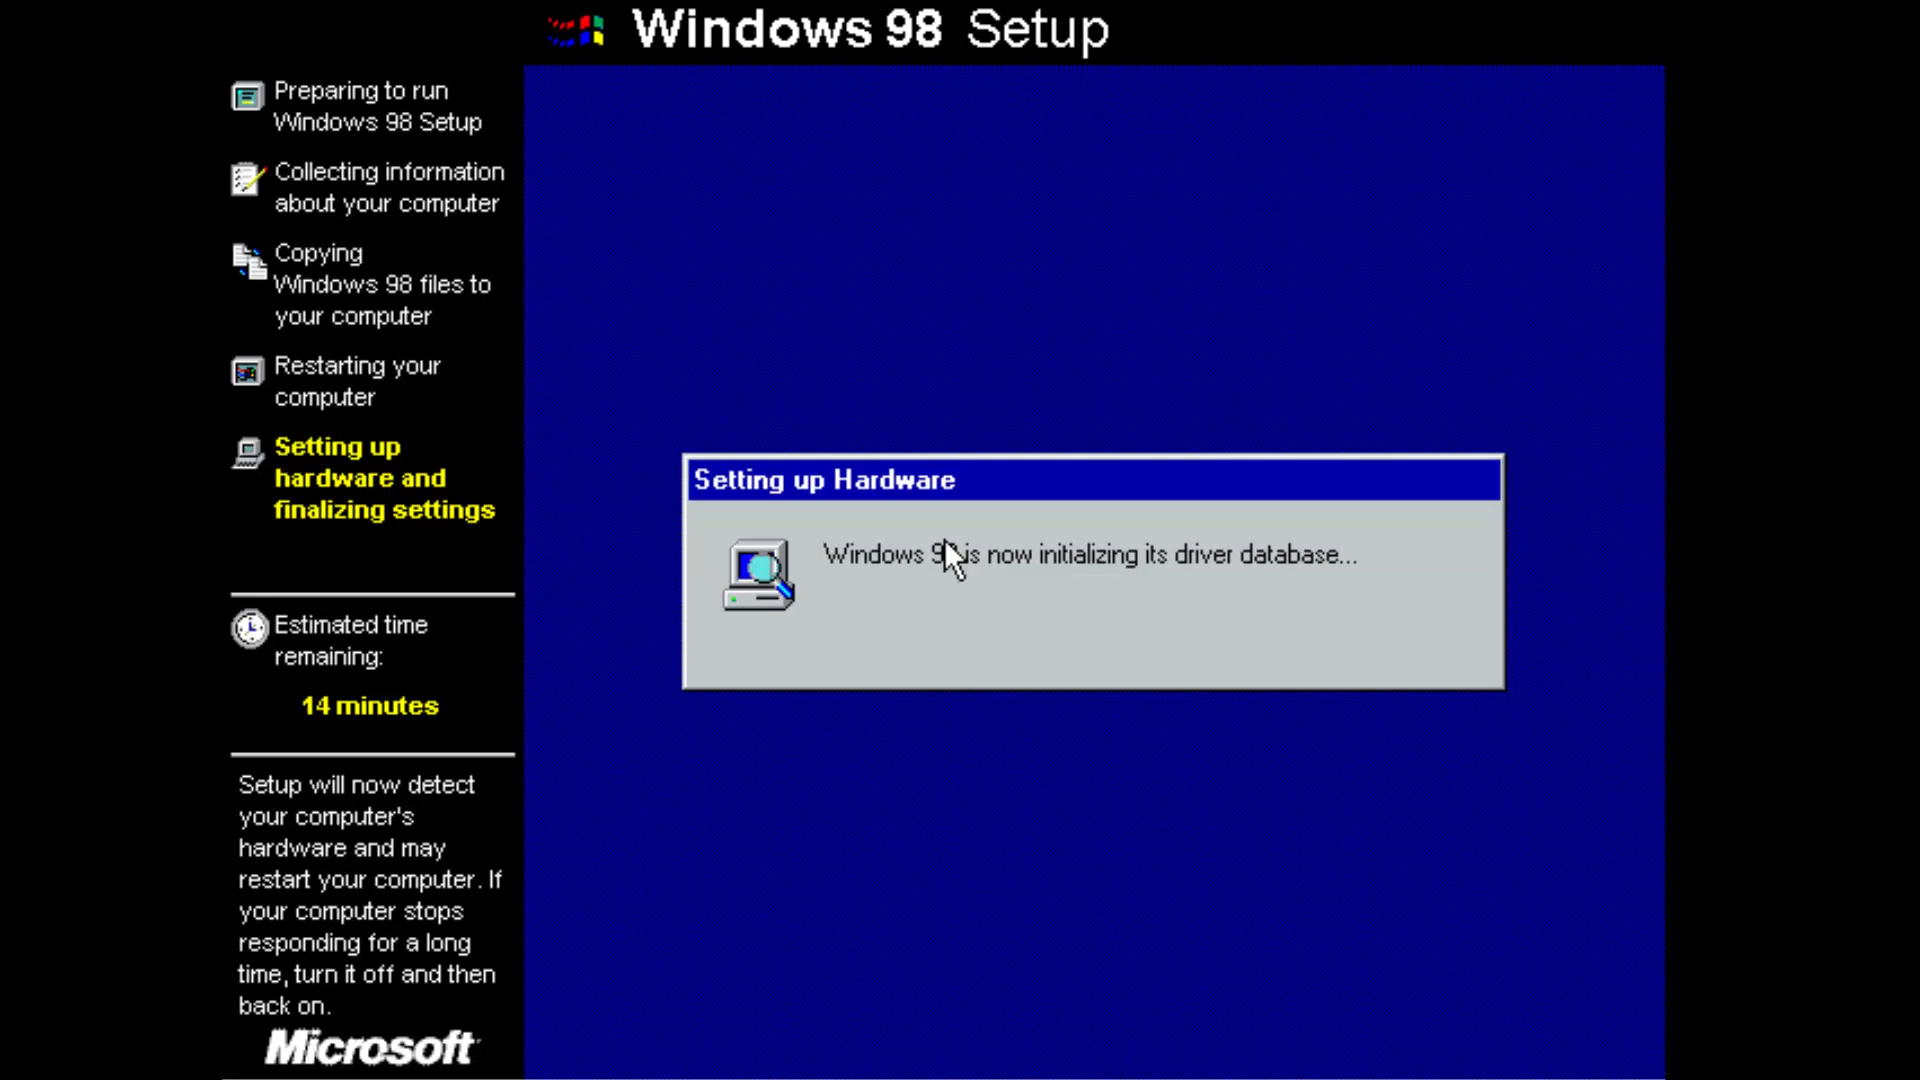 Windows 98 Setup
Preparing to run
Windows 98 Setup
Collecting information
about your computer
Copying
Windows 98 files to
your computer
Restarting your
computer
Setting up
hardware and
finalizing settings
Estimated time
remaining:
14 minutes
Setup will now detect
your computer's
hardware and may
restart your computer. If
your computer stops
responding for a long
time, turn it off and then
back on.
Microsoft
Setting up Hardware
Windows 98 is now initializing its driver database...